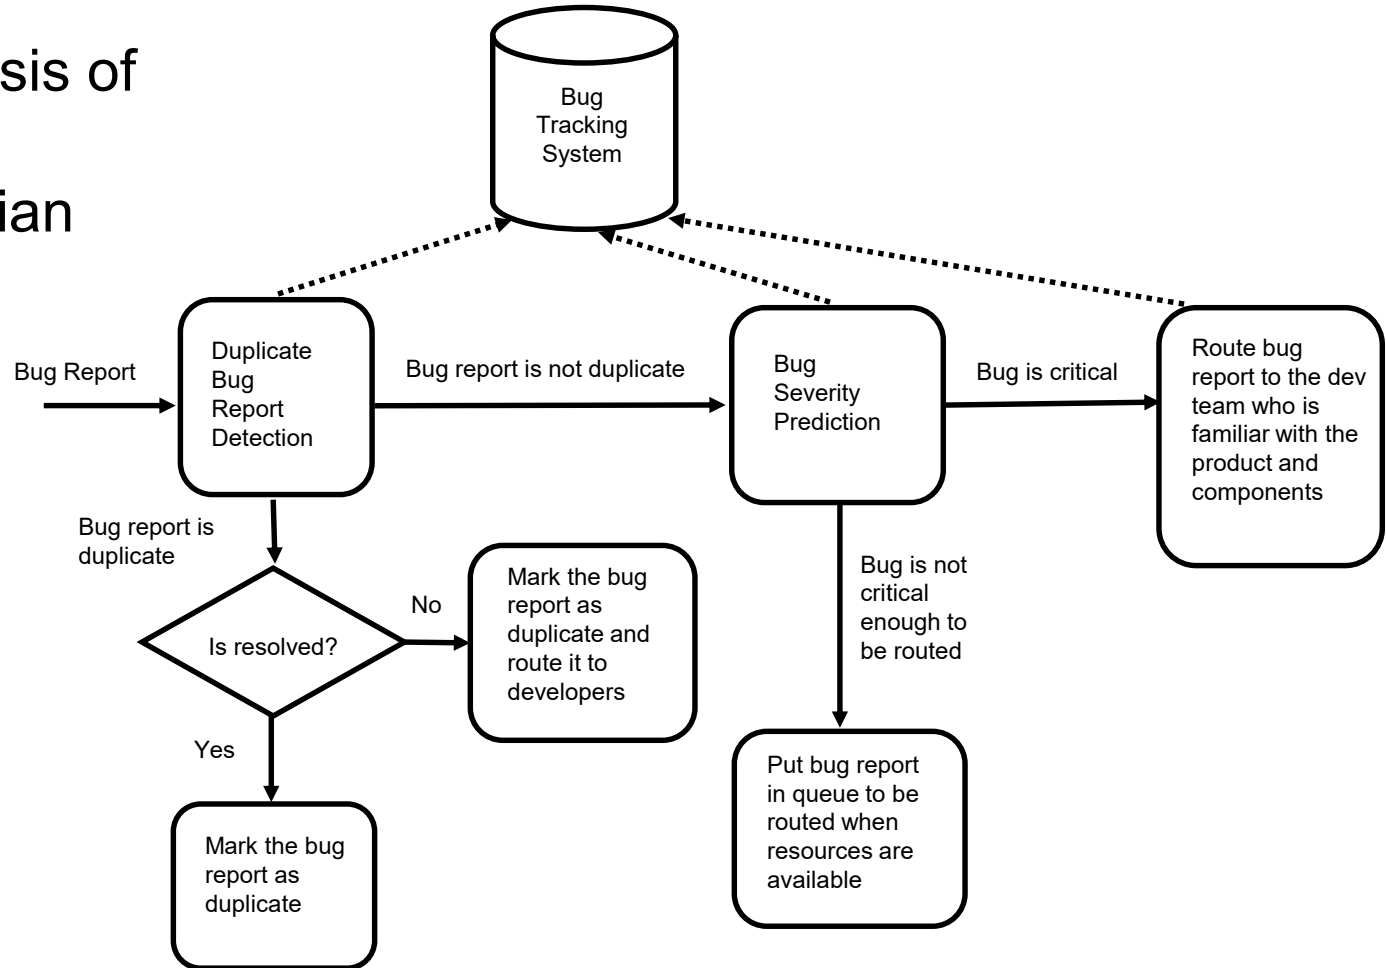 sis of
ian
Bug
Tracking
System
Bug Report
Duplicate
Bug
Report
Detection
Bug report is not duplicate
Bug
Severity
Prediction
Bug is critical
Route bug
report to the dev
team who is
familiar with the
product and
components
Bug report is
duplicate
Is resolved?
No
Mark the bug
report as
duplicate and
route it to
developers
Bug is not
critical
enough to
be routed
Yes
Mark the bug
report as
duplicate
Put bug report
in queue to be
routed when
resources are
available